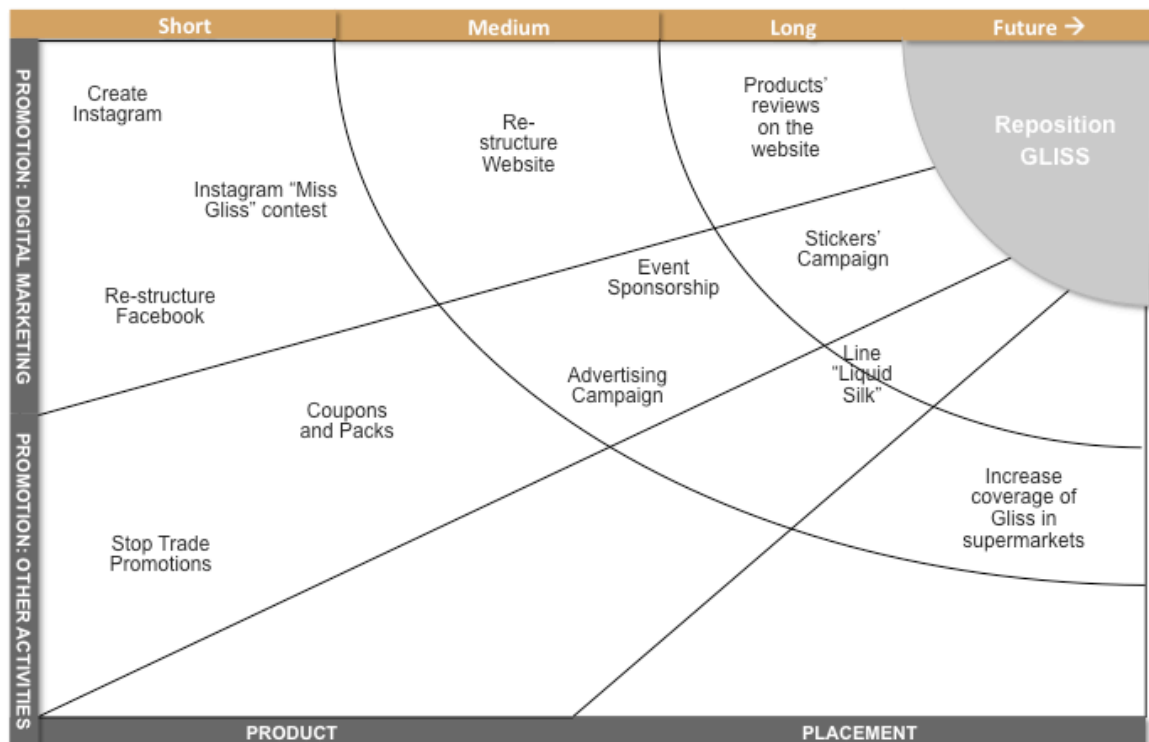 Short
Medium
Long
Future →
PROMOTION: DIGITAL MARKETING
Create
Instagram
Instagram “Miss
Gliss” contest
Re-structure
Facebook
Re-
structure
Website
Products’
reviews
on the
website
Reposition
GLISS
PROMOTION: OTHER ACTIVITIES
Coupons
and Packs
Stop Trade
Promotions
Event
Sponsorship
Advertising
Campaign
Stickers’
Campaign
Line
“Liquid
Silk”
Increase
coverage of
Gliss in
supermarkets
PRODUCT
PLACEMENT